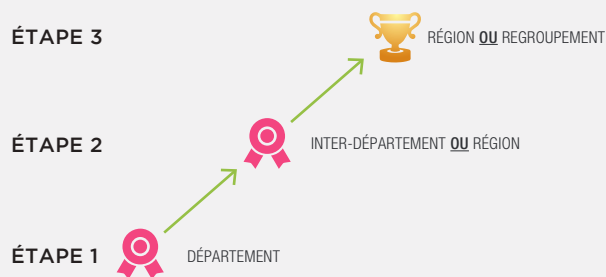 ÉTAPE 3 RÉGION OU REGROUPEMENT
ÉTAPE 2 INTER-DÉPARTEMENT OU RÉGION
ÉTAPE 1 DÉPARTEMENT